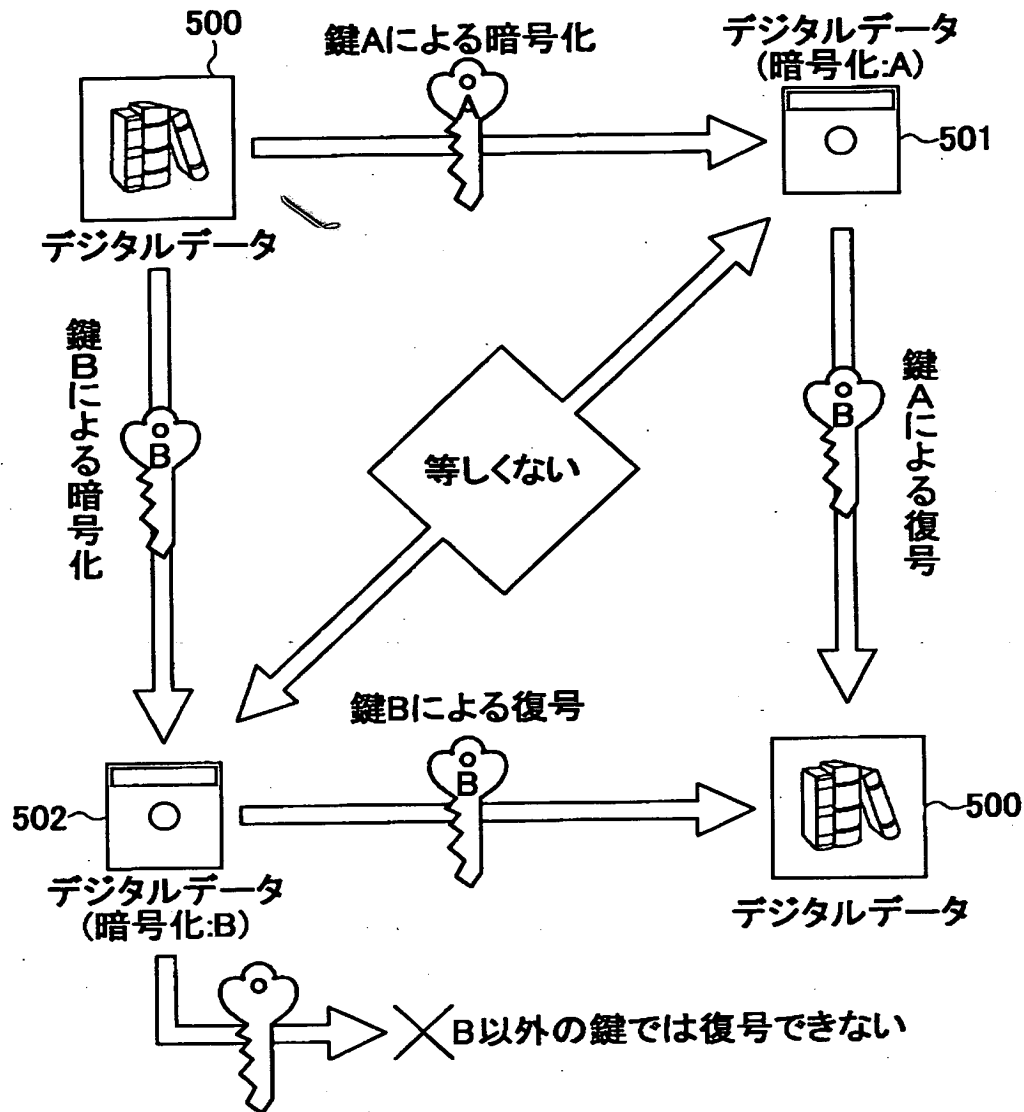 500
鍵Aによる暗号化
A
デジタルデータ
(暗号化:A)
501
デジタルデータ
鍵Bによる暗号化
B
等しくない
B
鍵Aによる復号
鍵Bによる復号
B
502
デジタルデータ
(暗号化:B)
500
デジタルデータ
B以外の鍵では復号できない